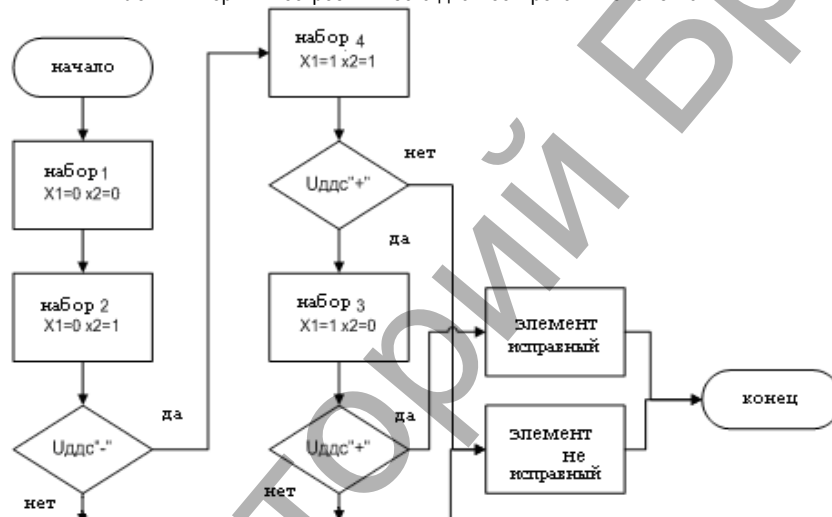 начало
набор 1
X1=0 x2=0
набор 2
X1=0 x2=1
Uддс"-"
да
нет
набор 4
X1=1 x2=1
Uддс"+"
нет
да
набор 3
X1=1 x2=0
Uддс"+"
да
нет
элемент
исправный
элемент
не
исправный
конец